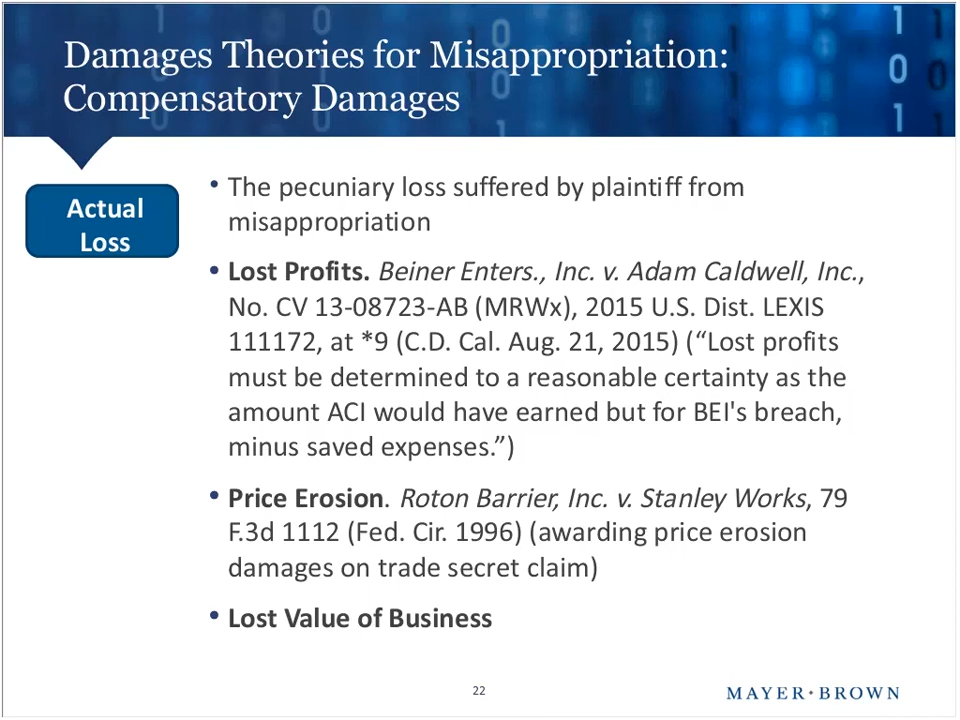 Damages Theories for Misappropriation:
Compensatory Damages
Actual
Loss
• The pecuniary loss suffered by plaintiff from
misappropriation
• Lost Profits. Beiner Enters., Inc. v. Adam Caldwell, Inc.,
No. CV 13-08723-AB (MRWx), 2015 U.S. Dist. LEXIS
111172, at *9 (C.D. Cal. Aug. 21, 2015) (“Lost profits
must be determined to a reasonable certainty as the
amount ACI would have earned but for BEI's breach,
minus saved expenses.”)
• Price Erosion. Roton Barrier, Inc. v. Stanley Works, 79
F.3d 1112 (Fed. Cir. 1996) (awarding price erosion
damages on trade secret claim)
• Lost Value of Business
22
MAYER•BROWN